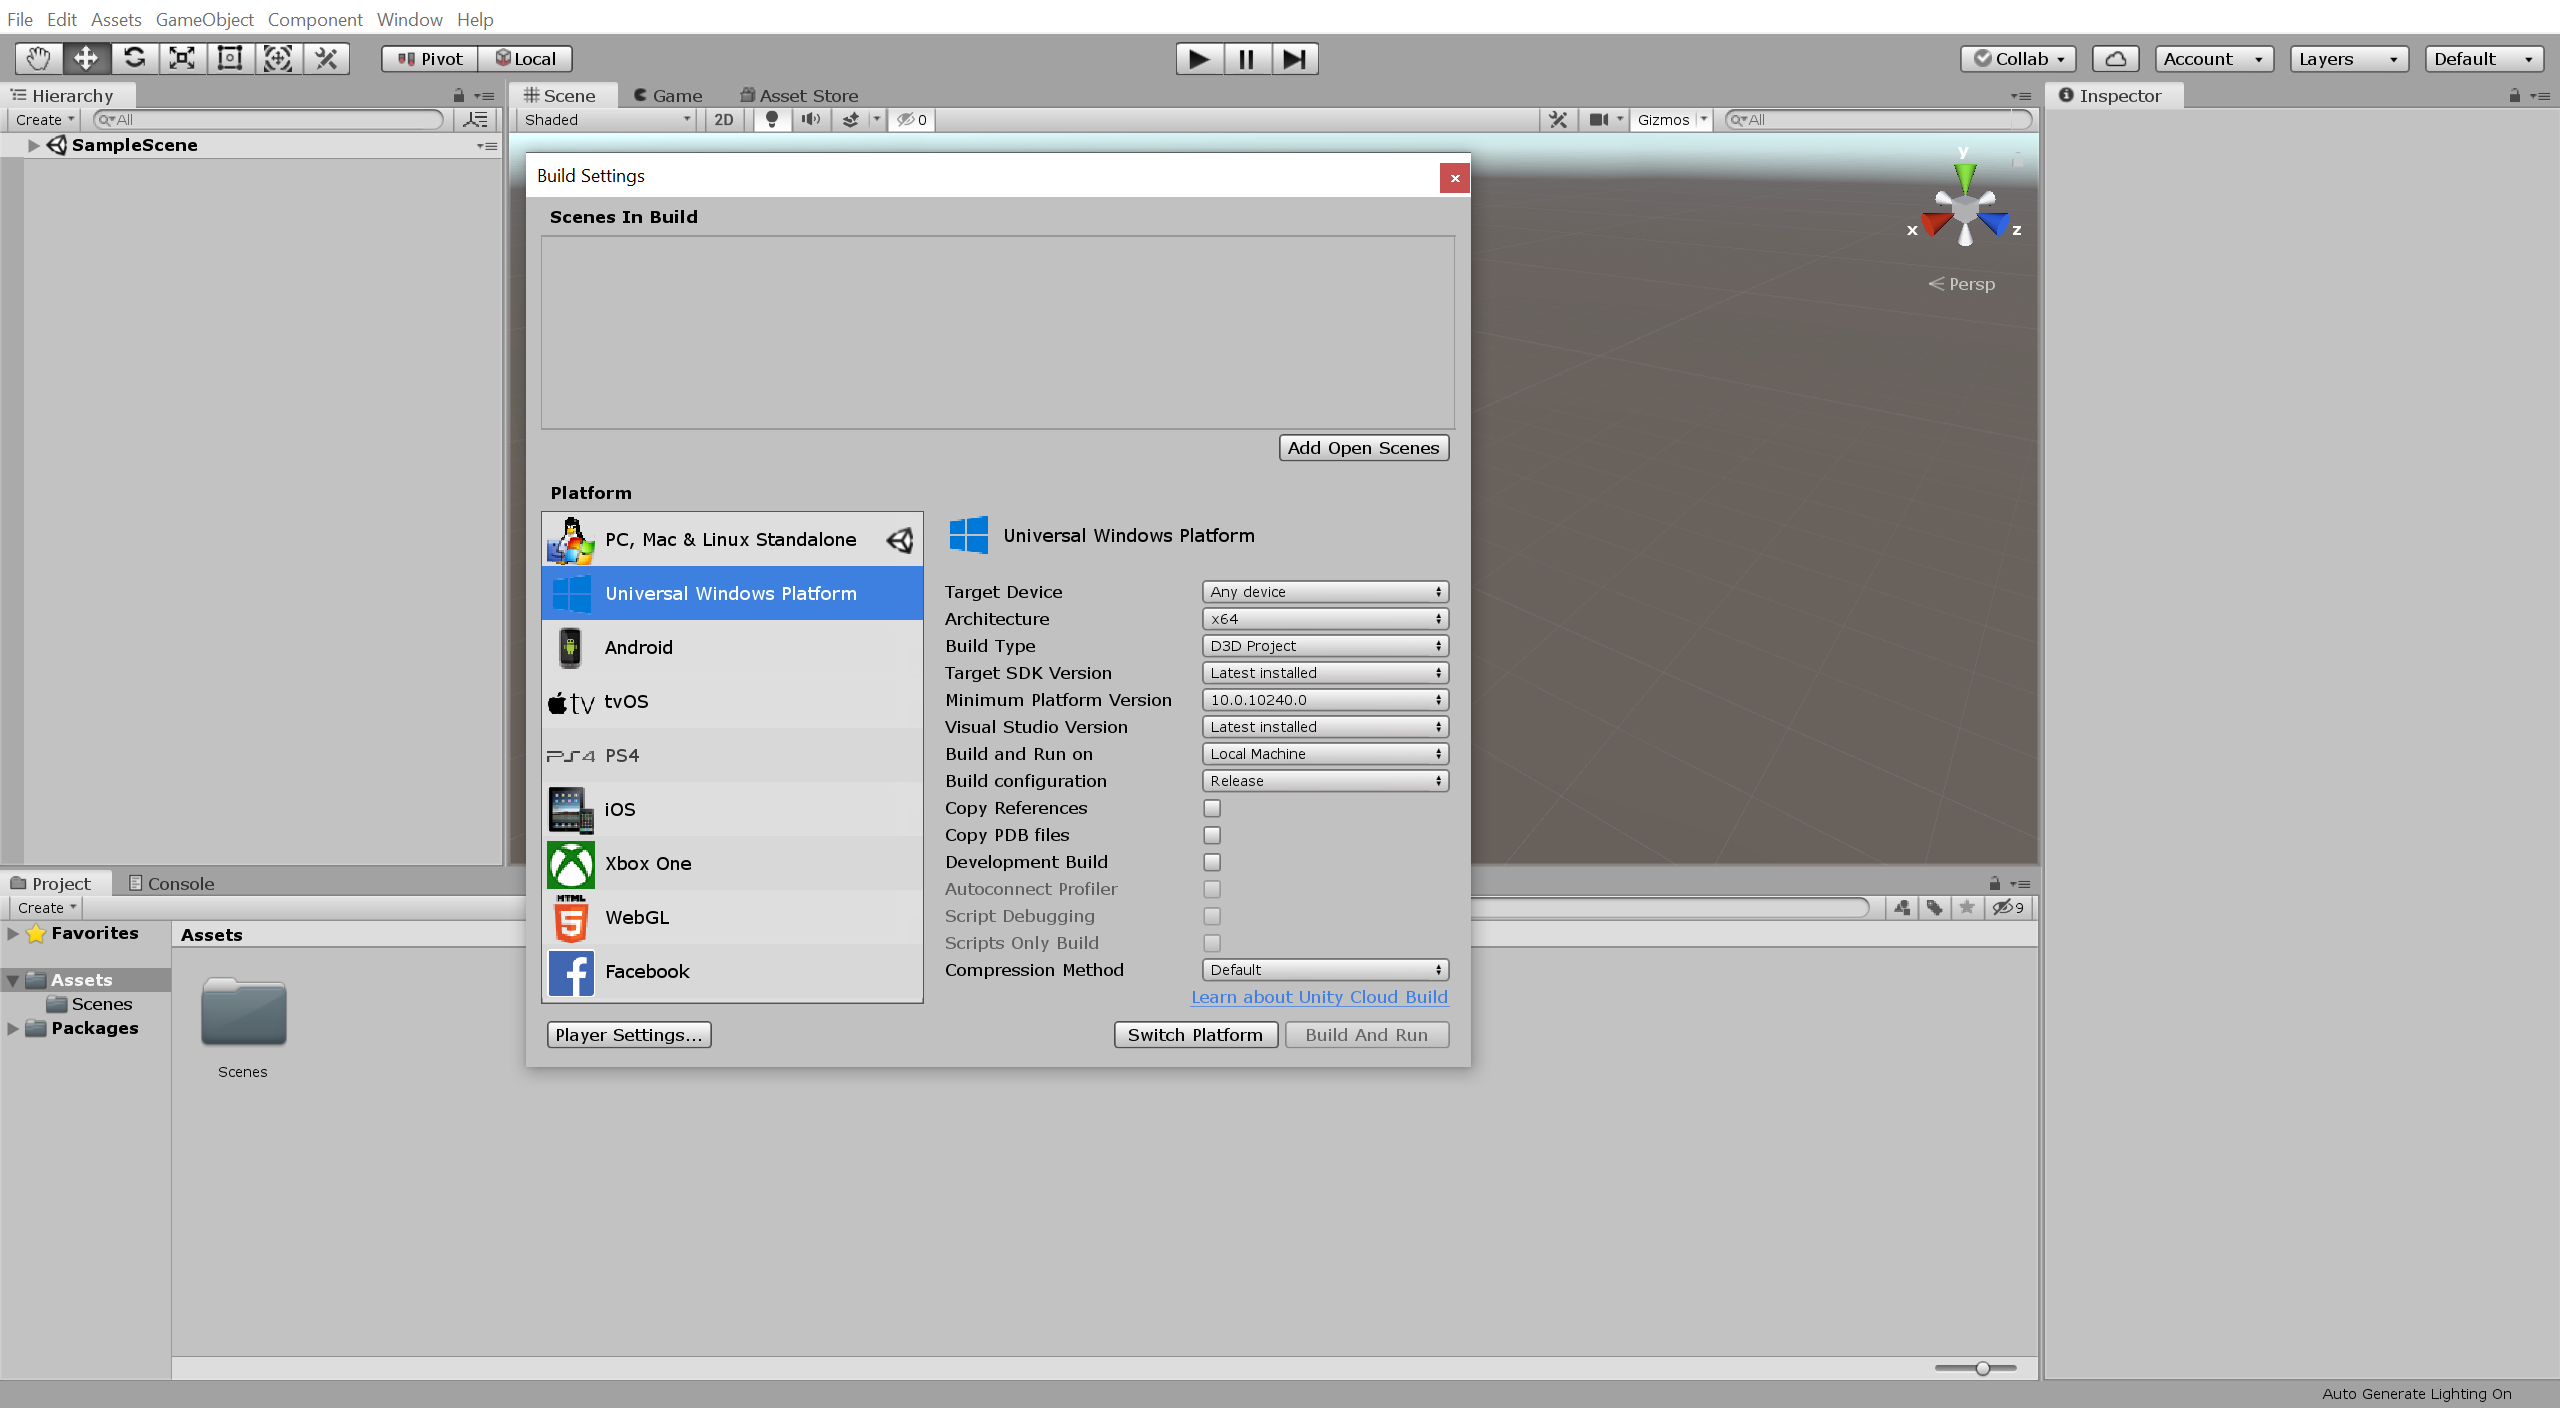 File Edit Assets GameObject Component Window Help
Pivot Local Collab Account Layers Default
Hierarchy Scene Game Asset Store Inspector
Create All Shaded 2D 0 Gizmos All
SampleScene
y
x z
Persp
Build Settings
Scenes In Build
Add Open Scenes
Platform
PC, Mac & Linux Standalone
Universal Windows Platform
Android
tv tvOS
PS4 PS4
iOS
Xbox One
HTML 5 WebGL
f Facebook
Player Settings...
Universal Windows Platform
Target Device Any device
Architecture x64
Build Type D3D Project
Target SDK Version Latest installed
Minimum Platform Version 10.0.10240.0
Visual Studio Version Latest installed
Build and Run on Local Machine
Build configuration Release
Copy References
Copy PDB files
Development Build
Autoconnect Profiler
Script Debugging
Scripts Only Build
Compression Method Default
Learn about Unity Cloud Build
Switch Platform Build And Run
Project Console
Create 9
Favorites
Assets
Scenes
Packages
Assets
Scenes
Auto Generate Lighting On